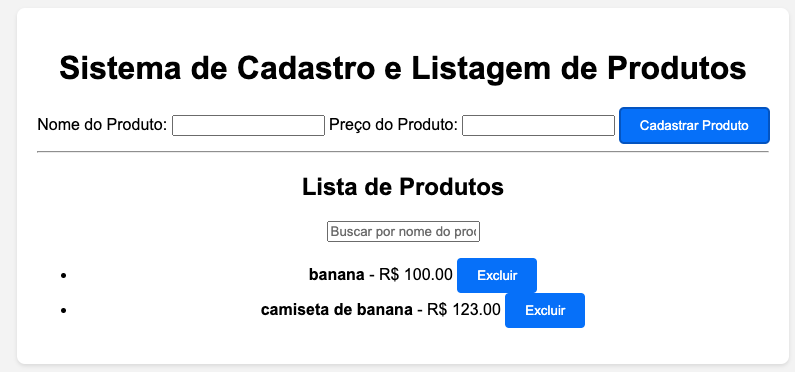 Sistema de Cadastro e Listagem de Produtos
Nome do Produto: Preço do Produto: Cadastrar Produto
Lista de Produtos
Buscar por nome do prod
banana - R$ 100.00 Excluir
camiseta de banana - R$ 123.00 Excluir